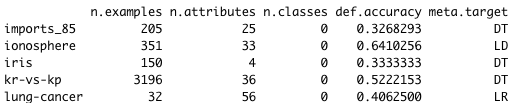 n.examples n.attributes n.classes def.accuracy meta.target
imports_85 205 25 0 0.3268293 DT
ionosphere 351 33 0 0.6410256 LD
iris 150 4 0 0.3333333 DT
kr-vs-kp 3196 36 0 0.5222153 DT
lung-cancer 32 56 0 0.4062500 LR